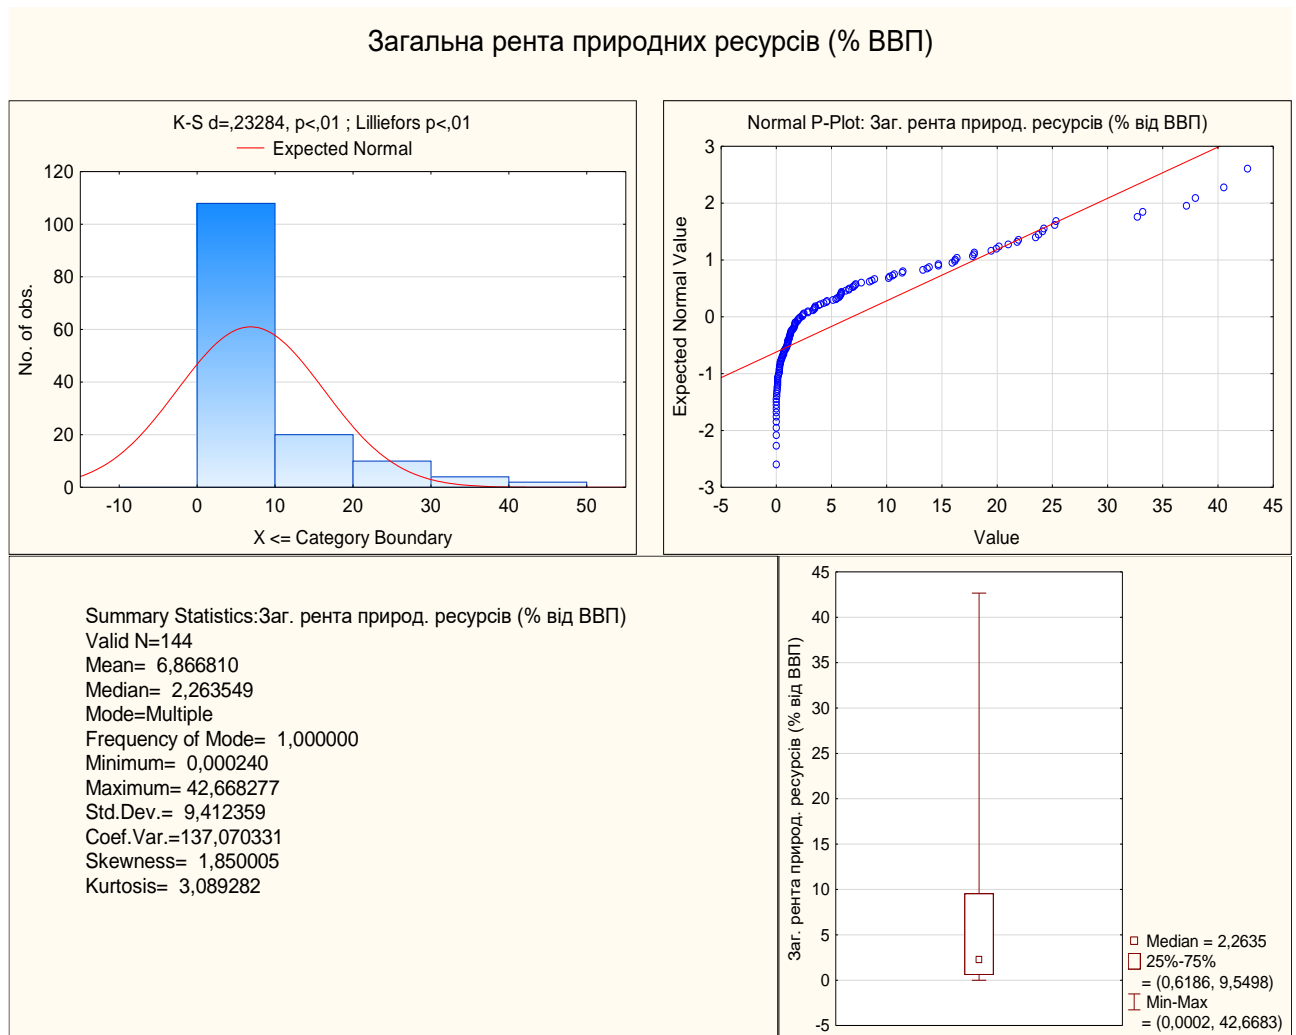 Загальна рента природних ресурсів (% ВВП)
K-S d=,23284, p<,01 ; Lilliefors p<,01
Expected Normal
120
100
80
60
40
20
0
No. of obs.
-10 0 10 20 30 40 50
X <= Category Boundary
Normal P-Plot: Заг. рента природ. ресурсів (% від ВВП)
3
2
1
0
-1
-2
-3
Expected Normal Value
-5 0 5 10 15 20 25 30 35 40 45
Value
Summary Statistics:Заг. рента природ. ресурсів (% від ВВП)
Valid N=144
Mean= 6,866810
Median= 2,263549
Mode=Multiple
Frequency of Mode= 1,000000
Minimum= 0,000240
Maximum= 42,668277
Std.Dev.= 9,412359
Coef.Var.=137,070331
Skewness= 1,850005
Kurtosis= 3,089282
45
40
35
30
25
20
15
10
5
0
-5
Заг. рента природ. ресурсів (% від ВВП)
Median = 2,2635
25%-75%
= (0,6186, 9,5498)
Min-Max
= (0,0002, 42,6683)